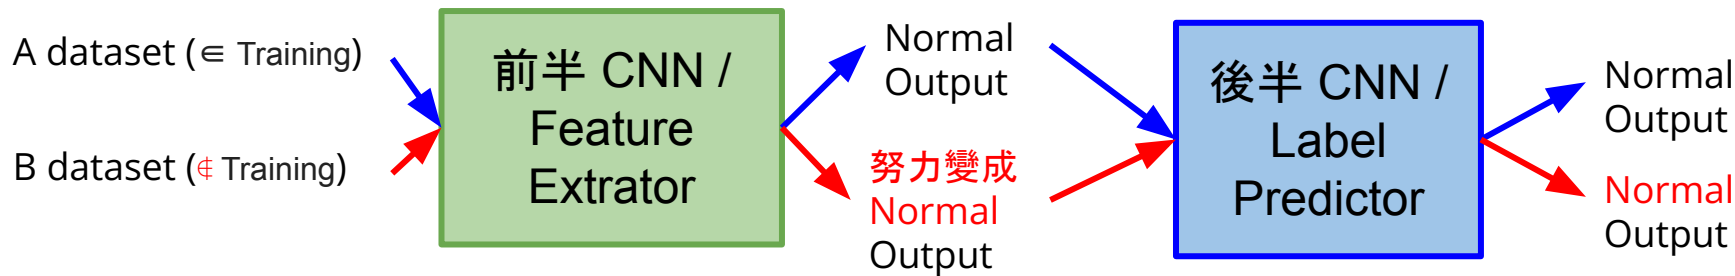 A dataset (∈ Training)
B dataset (∉ Training)
前半 CNN /
Feature
Extrator
Normal
Output
努力變成
Normal
Output
後半 CNN /
Label
Predictor
Normal
Output
Normal
Output